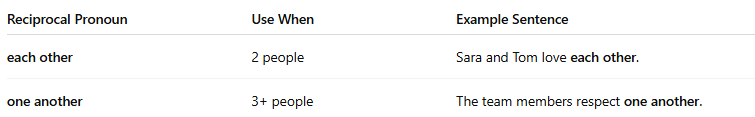 Reciprocal Pronoun Use When Example Sentence
each other 2 people Sara and Tom love each other.
one another 3+ people The team members respect one another.